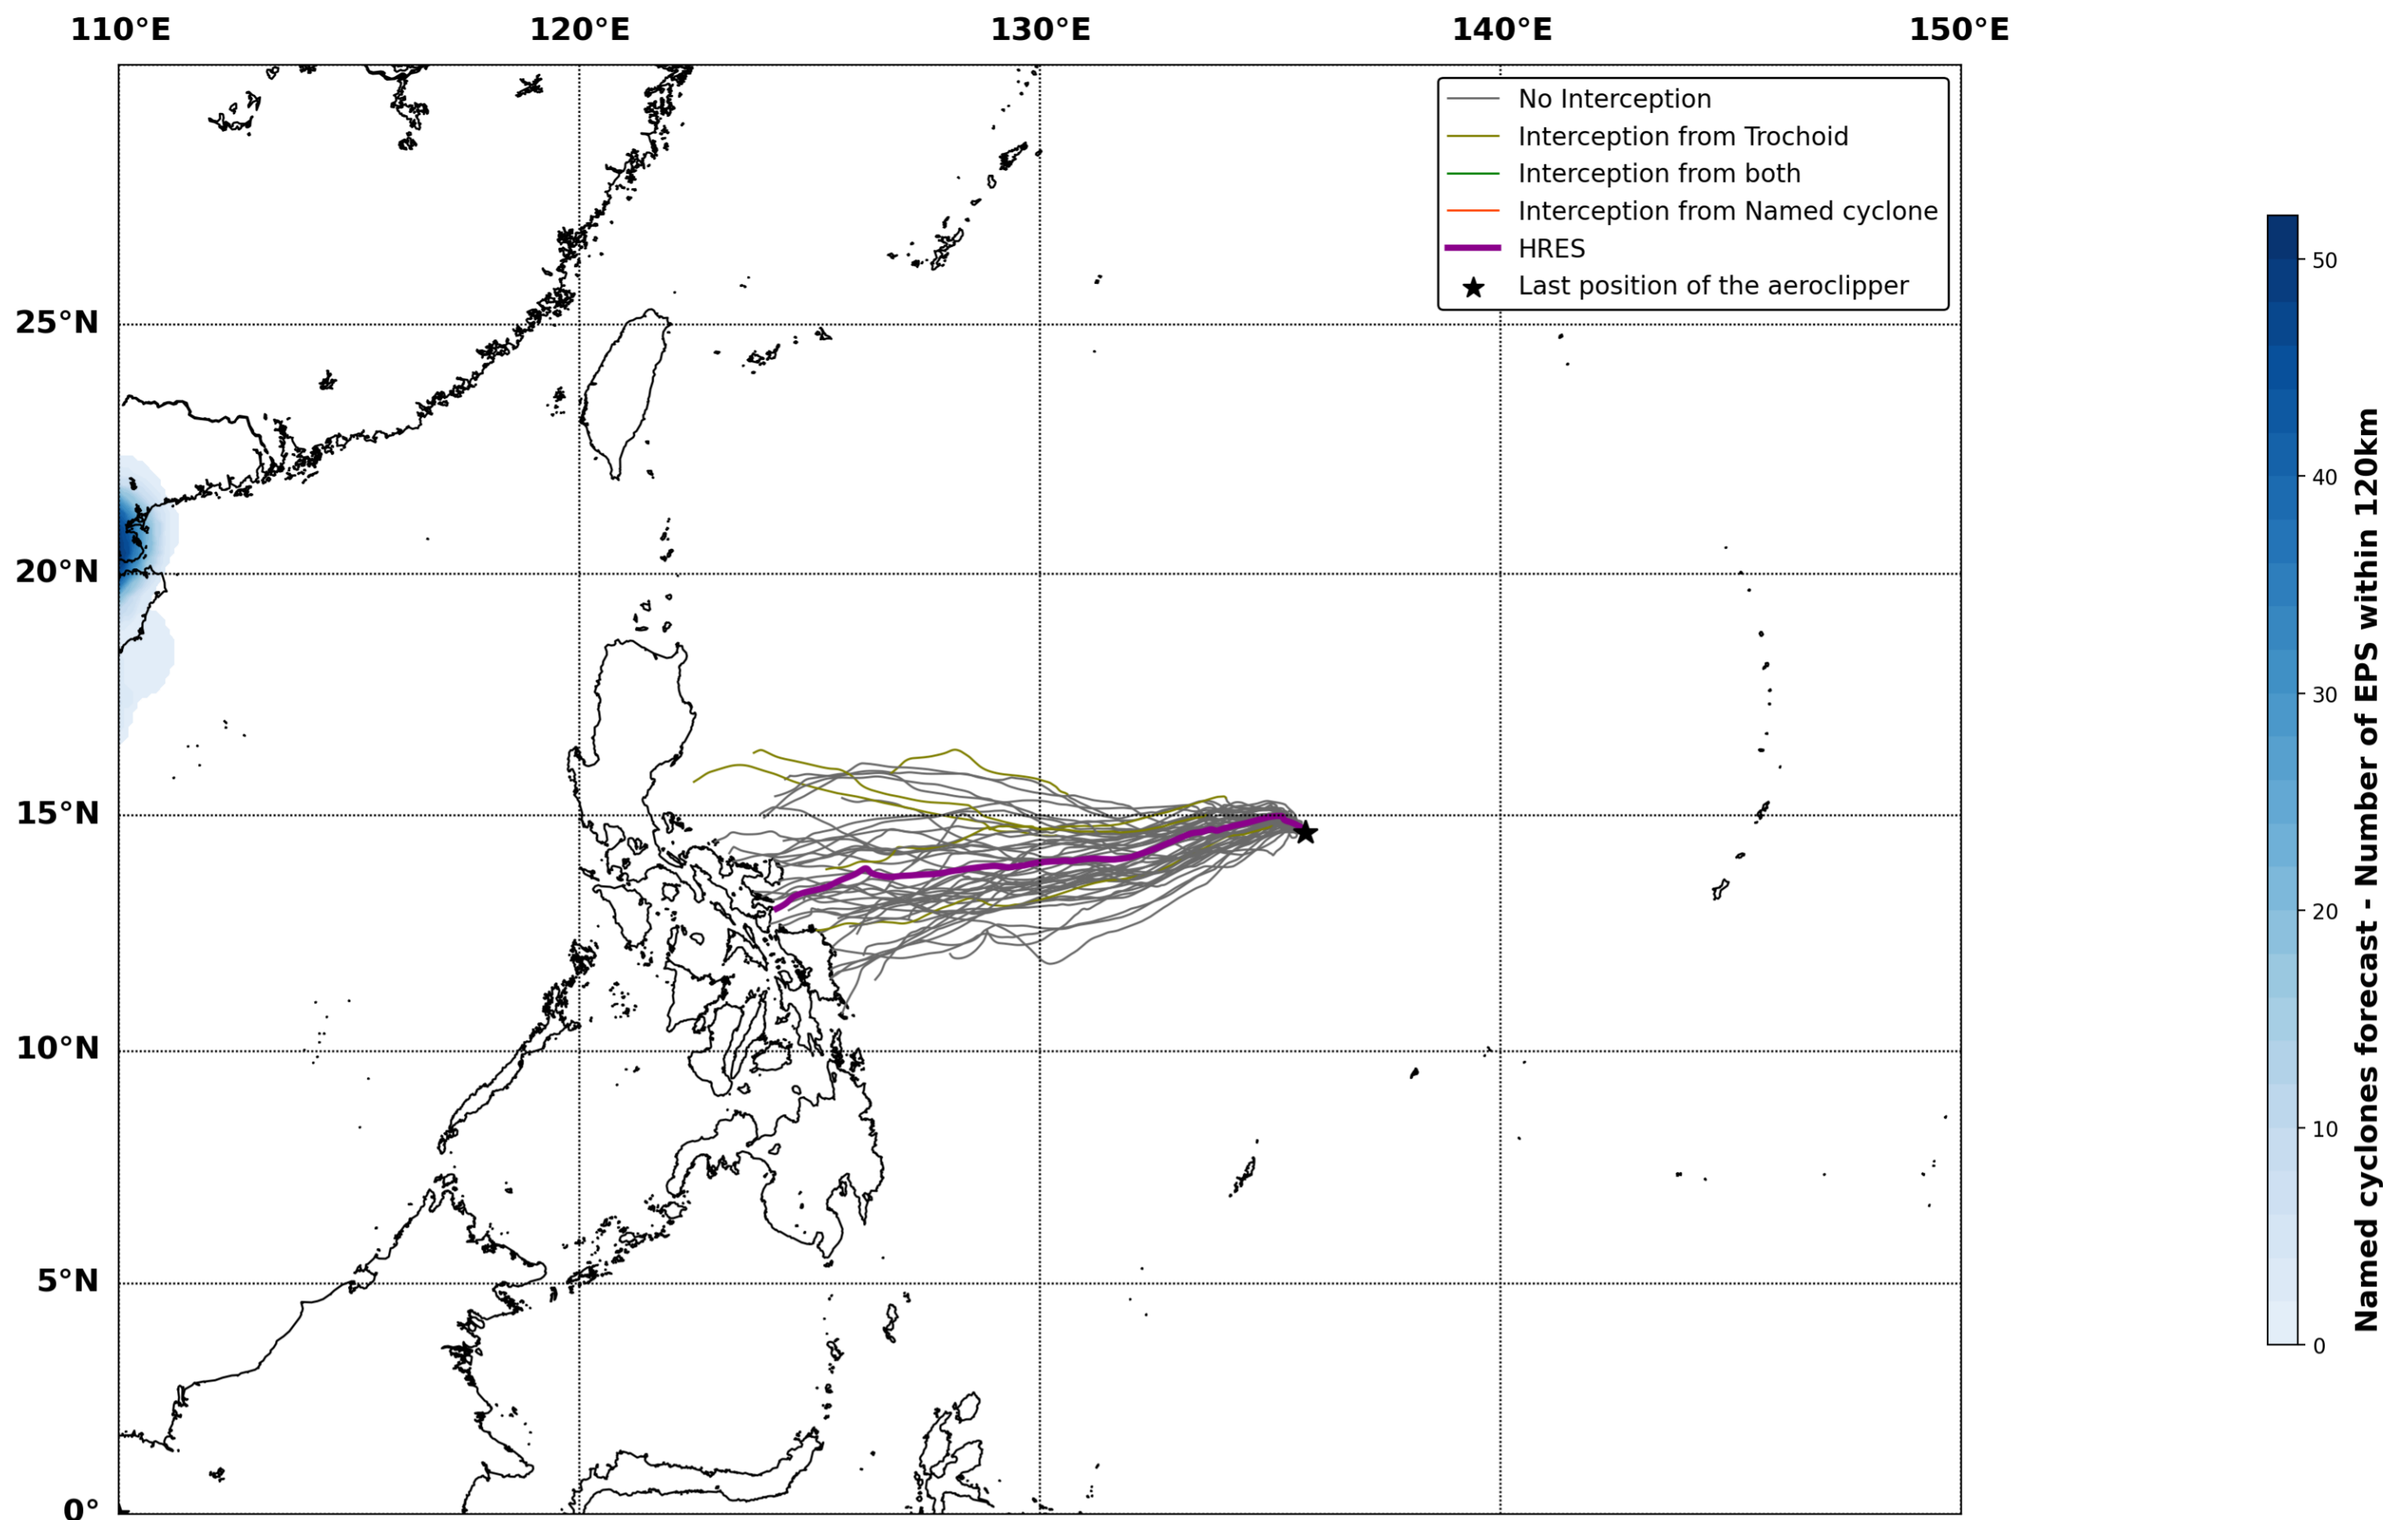 110°E 120°E 130°E 140°E 150°E
No Interception
Interception from Trochoid
Interception from both
Interception from Named cyclone
HRES
Last position of the aeroclipper
25°N
20°N
15°N
10°N
5°N
0°
50
40
30
20
10
0
Named cyclones forecast - Number of EPS within 120km